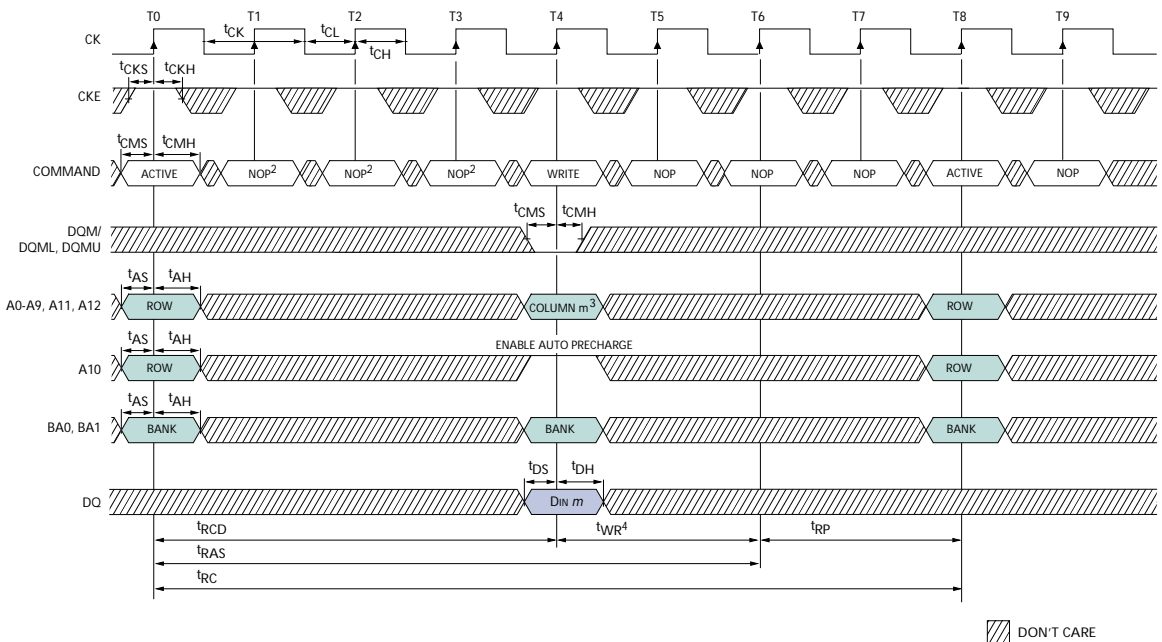 T0 T1 T2 T3 T4 T5 T6 T7 T8 T9
CK
tCK tCL
tCH
tCKS tCKH
CKE
tCMS tCMH
COMMAND ACTIVE NOP2 NOP2 NOP2 WRITE NOP NOP NOP ACTIVE NOP
tCMS tCMH
DQM/
DQML, DQMU
tAS tAH
A0-A9, A11, A12 ROW COLUMN m3 ROW
ENABLE AUTO PRECHARGE
tAS tAH
A10 ROW ROW
tAS tAH
BA0, BA1 BANK BANK BANK
tDS tDH
DQ DIN m
tRCD tWR4 tRP
tRAS
tRC
DON'T CARE